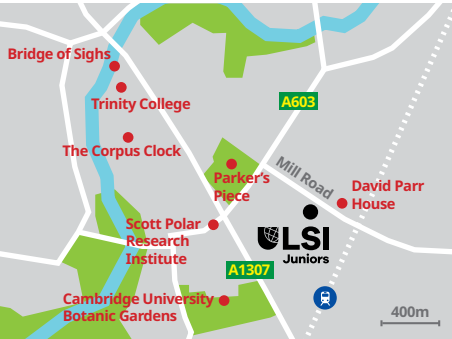 Bridge of Sighs
Trinity College
A603
The Corpus Clock
Mill Road
Parker's
Piece
David Parr
House
Scott Polar
Research
Institute
LSI
Juniors
A1307
Cambridge University
Botanic Gardens
400m